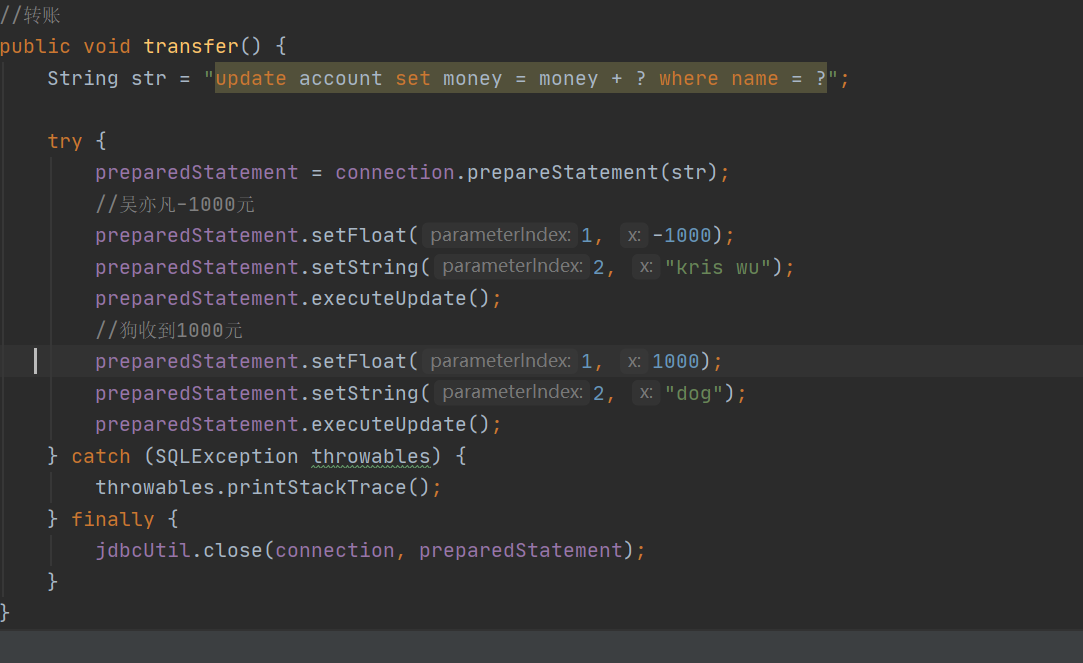 //转账
public void transfer() {
String str = "update account set money = money + ? where name = ?";
try {
preparedStatement = connection.prepareStatement(str);
//吴亦凡-1000元
preparedStatement.setFloat( parameterIndex: 1, x: -1000);
preparedStatement.setString( parameterIndex: 2, x: "kris wu");
preparedStatement.executeUpdate();
//狗收到1000元
preparedStatement.setFloat( parameterIndex: 1, x: 1000);
preparedStatement.setString( parameterIndex: 2, x: "dog");
preparedStatement.executeUpdate();
} catch (SQLException throwables) {
throwables.printStackTrace();
} finally {
jdbcUtil.close(connection, preparedStatement);
}
}